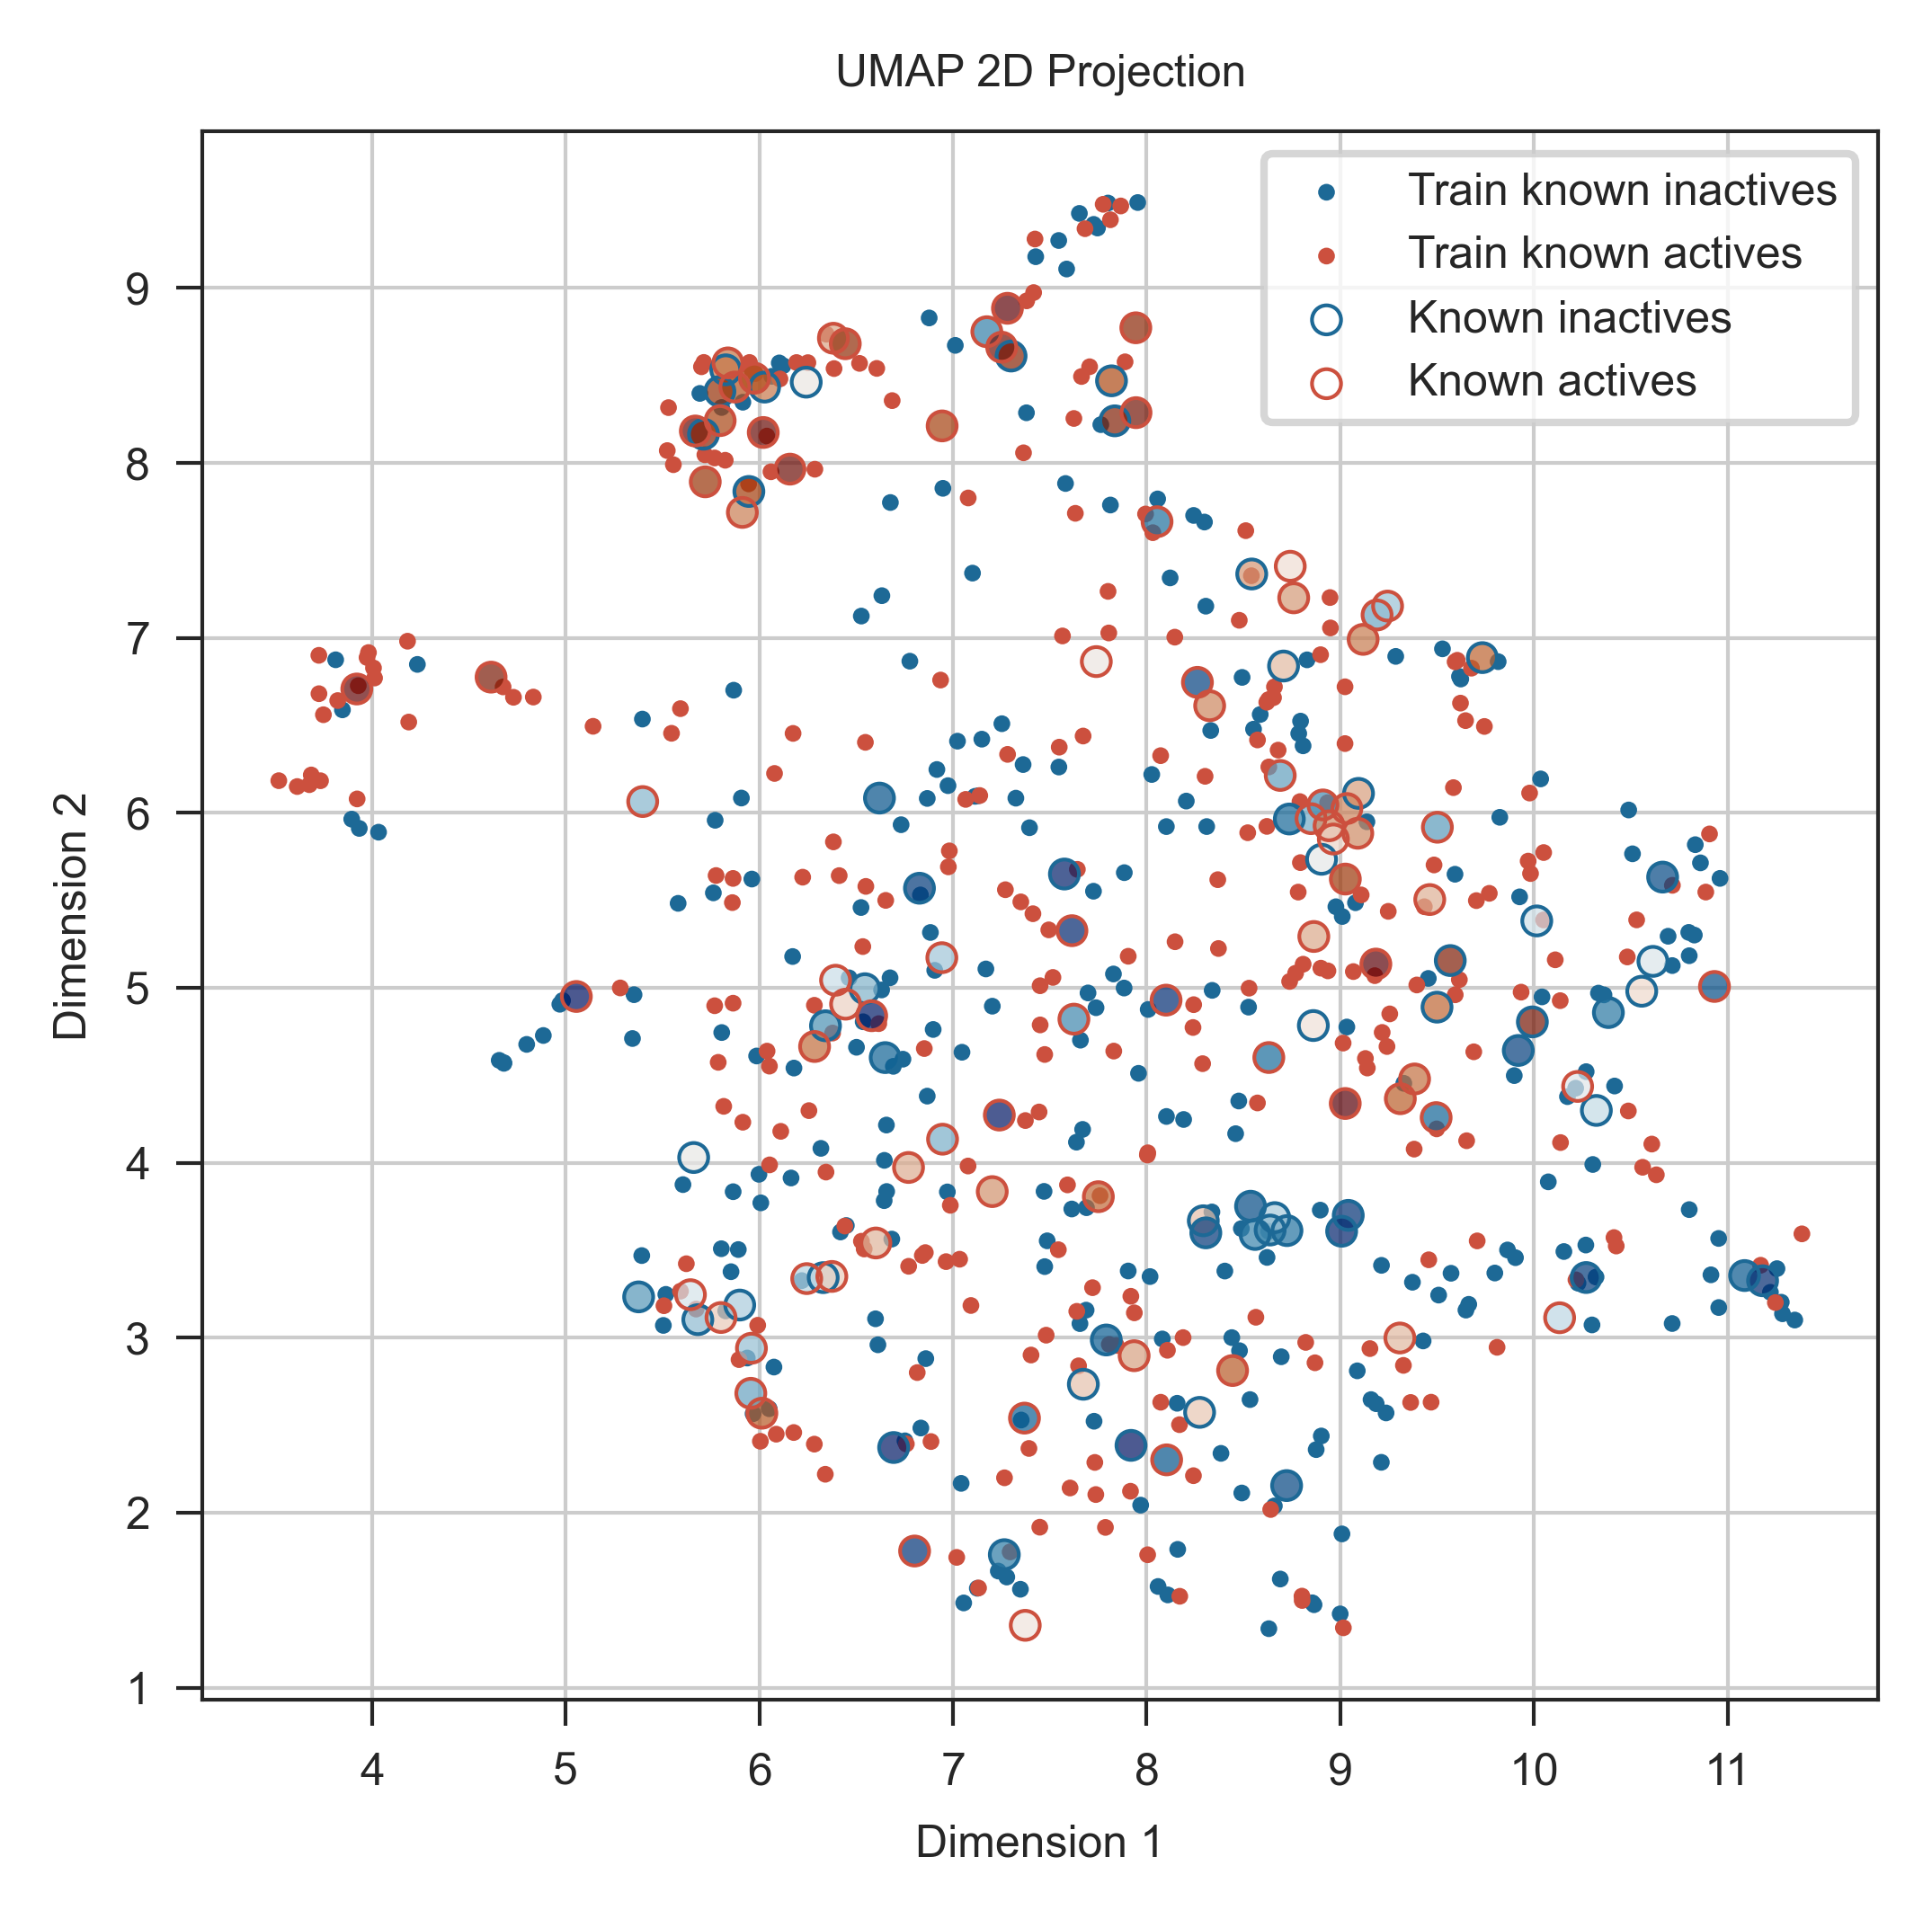 UMAP 2D Projection
Train known inactives
Train known actives
Known inactives
Known actives
9
8
7
6
5
4
3
2
1
Dimension 2
4 5 6 7 8 9 10 11
Dimension 1